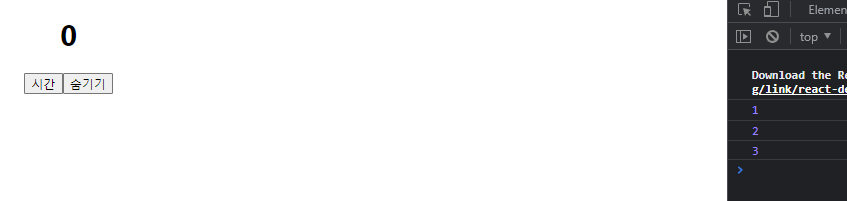 0
시간 숨기기
Elemen
top
Download the Re
g/link/react-de
1
2
3